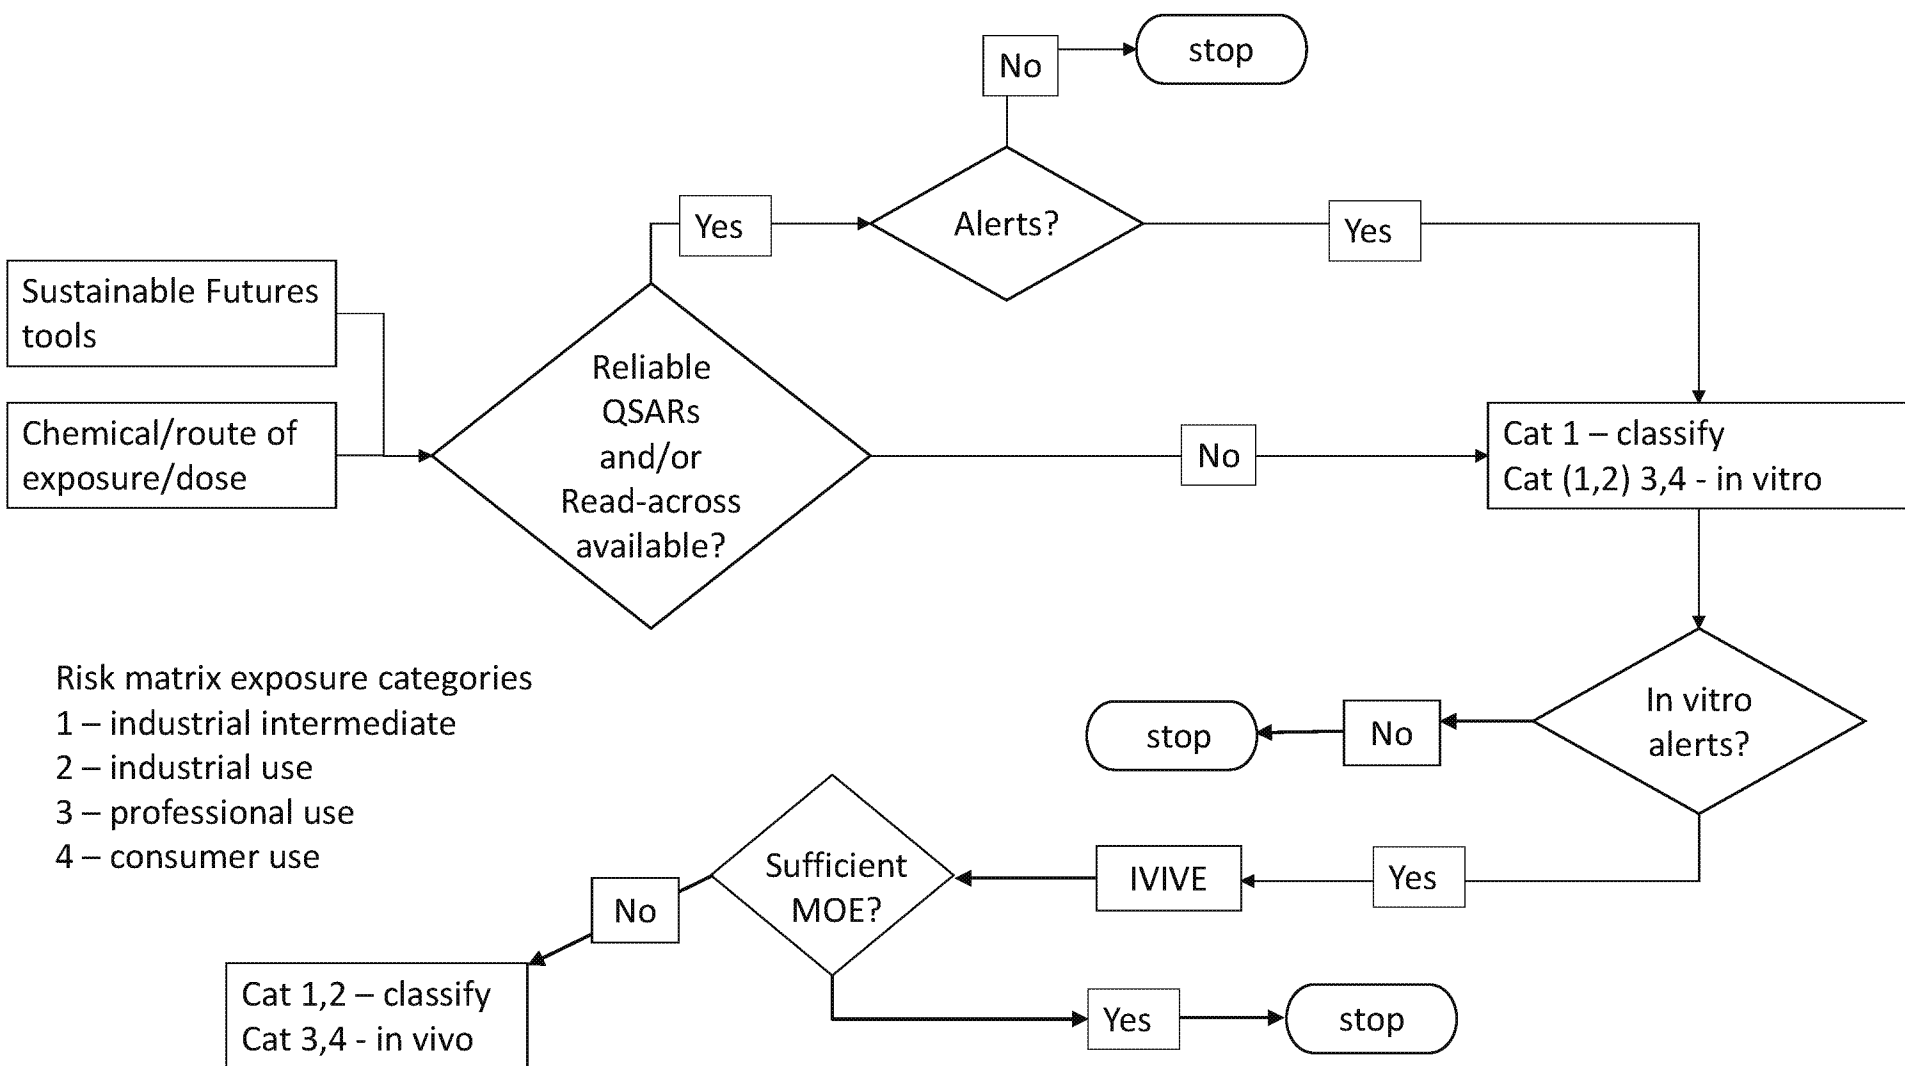 No
stop
Yes
Alerts?
Yes
Sustainable Futures
tools
Chemical/route of
exposure/dose
Reliable
QSARs
and/or
Read-across
available?
No
Cat 1 – classify
Cat (1,2) 3,4 - in vitro
Risk matrix exposure categories
1 – industrial intermediate
2 – industrial use
3 – professional use
4 – consumer use
In vitro
alerts?
No
stop
Yes
IVIVE
Sufficient
MOE?
No
Cat 1,2 – classify
Cat 3,4 - in vivo
Yes
stop